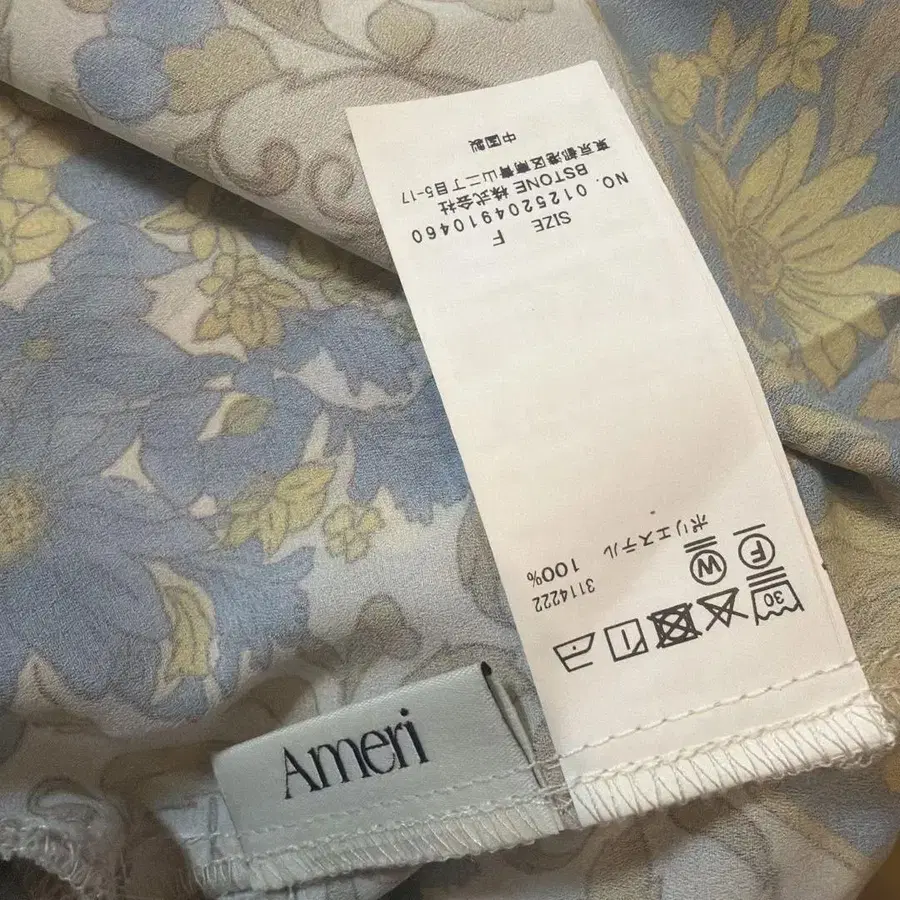 Ameri
30
F W
3114222
ポリエステル 100%
SIZE F
NO. 0125204910460
BSTONE 株式会社
東京都港区南青山二丁目5-17
中国製